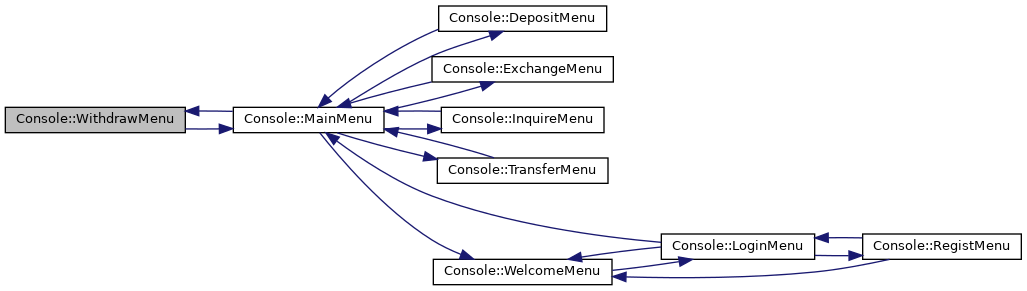 Console::DepositMenu
Console::ExchangeMenu
Console::WithdrawMenu
Console::MainMenu
Console::InquireMenu
Console::TransferMenu
Console::LoginMenu
Console::RegistMenu
Console::WelcomeMenu